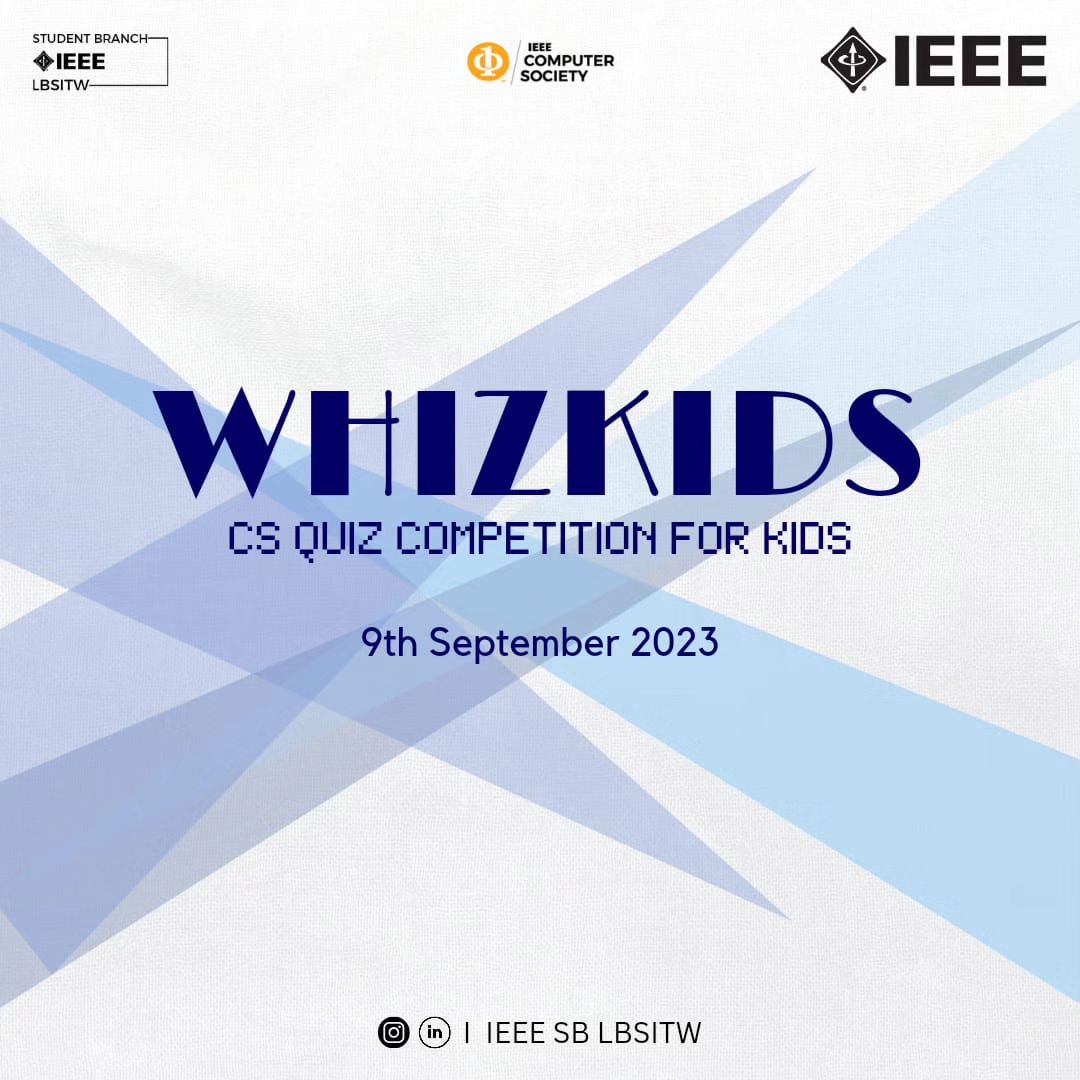 STUDENT BRANCH
IEEE
LBSITW
IEEE
COMPUTER
SOCIETY
IEEE
WHIZKIDS
CS QUIZ COMPETITION FOR KIDS
9th September 2023
in | IEEE SB LBSITW